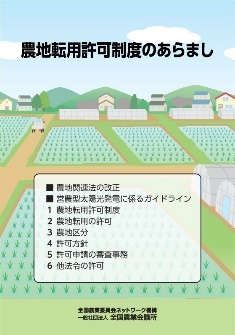 農地転用許可制度のあらまし
■ 農地関連法の改正
■ 営農型太陽光発電に係るガイドライン
1 農地転用許可制度
2 農地転用の許可
3 農地区分
4 許可方針
5 許可申請の審査事務
6 他法令の許可
全国農業委員会ネットワーク機構
一般社団法人 全国農業会議所